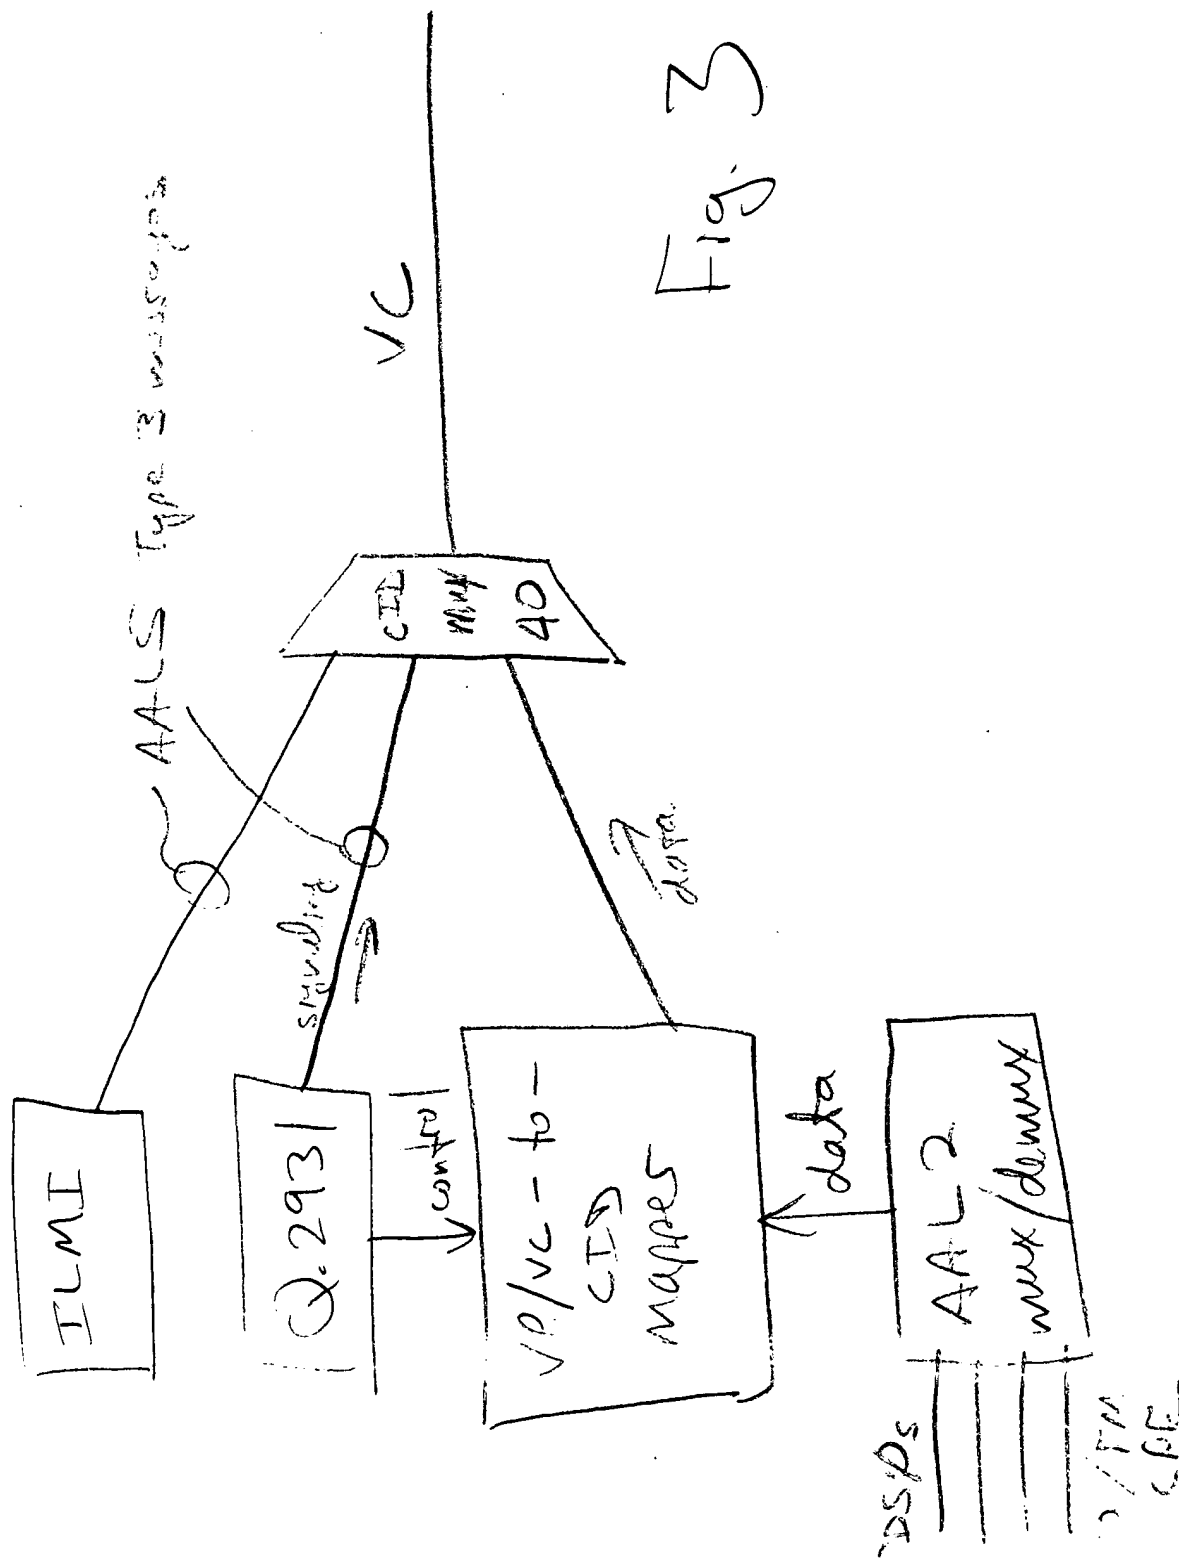 ILMI
AAL5 Type 3 messages
Q.2931
signaling
control
VP/VC-to-
CID
Mapper
data
data
AAL2
mux/demux
DSPs
CID
mux
40
VC
Fig. 3